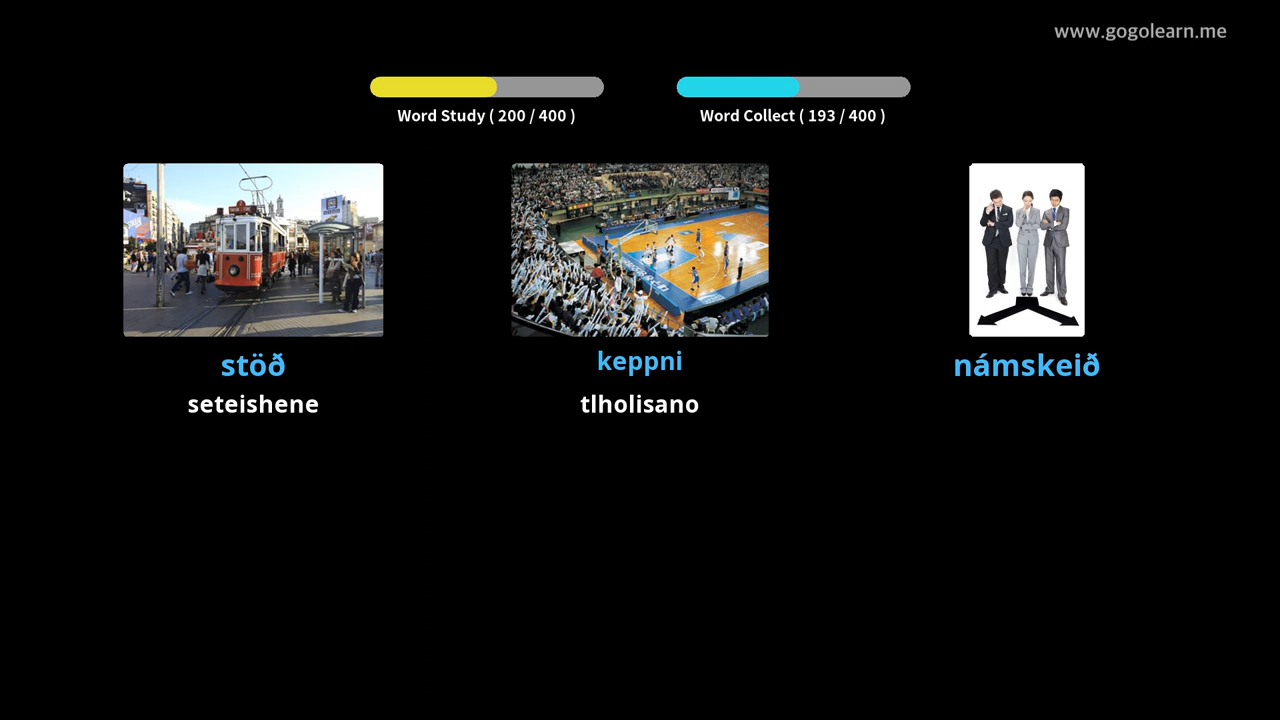 www.gogolearn.me
Word Study ( 200 / 400 )
Word Collect ( 193 / 400 )
stöð
keppni
námskeið
seteishene
tlholisano